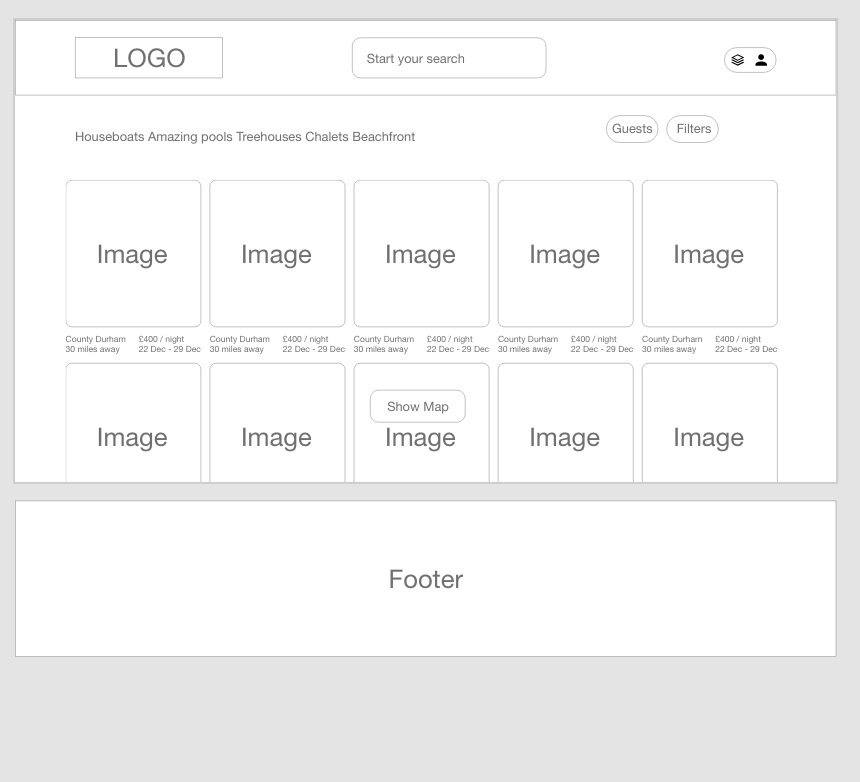 LOGO
Start your search
Houseboats Amazing pools Treehouses Chalets Beachfront
Guests
Filters
Image
Image
Image
Image
Image
County Durham
30 miles away
£400 / night
22 Dec - 29 Dec
County Durham
30 miles away
£400 / night
22 Dec - 29 Dec
County Durham
30 miles away
£400 / night
22 Dec - 29 Dec
County Durham
30 miles away
£400 / night
22 Dec - 29 Dec
County Durham
30 miles away
£400 / night
22 Dec - 29 Dec
Show Map
Image
Image
Image
Image
Image
Footer